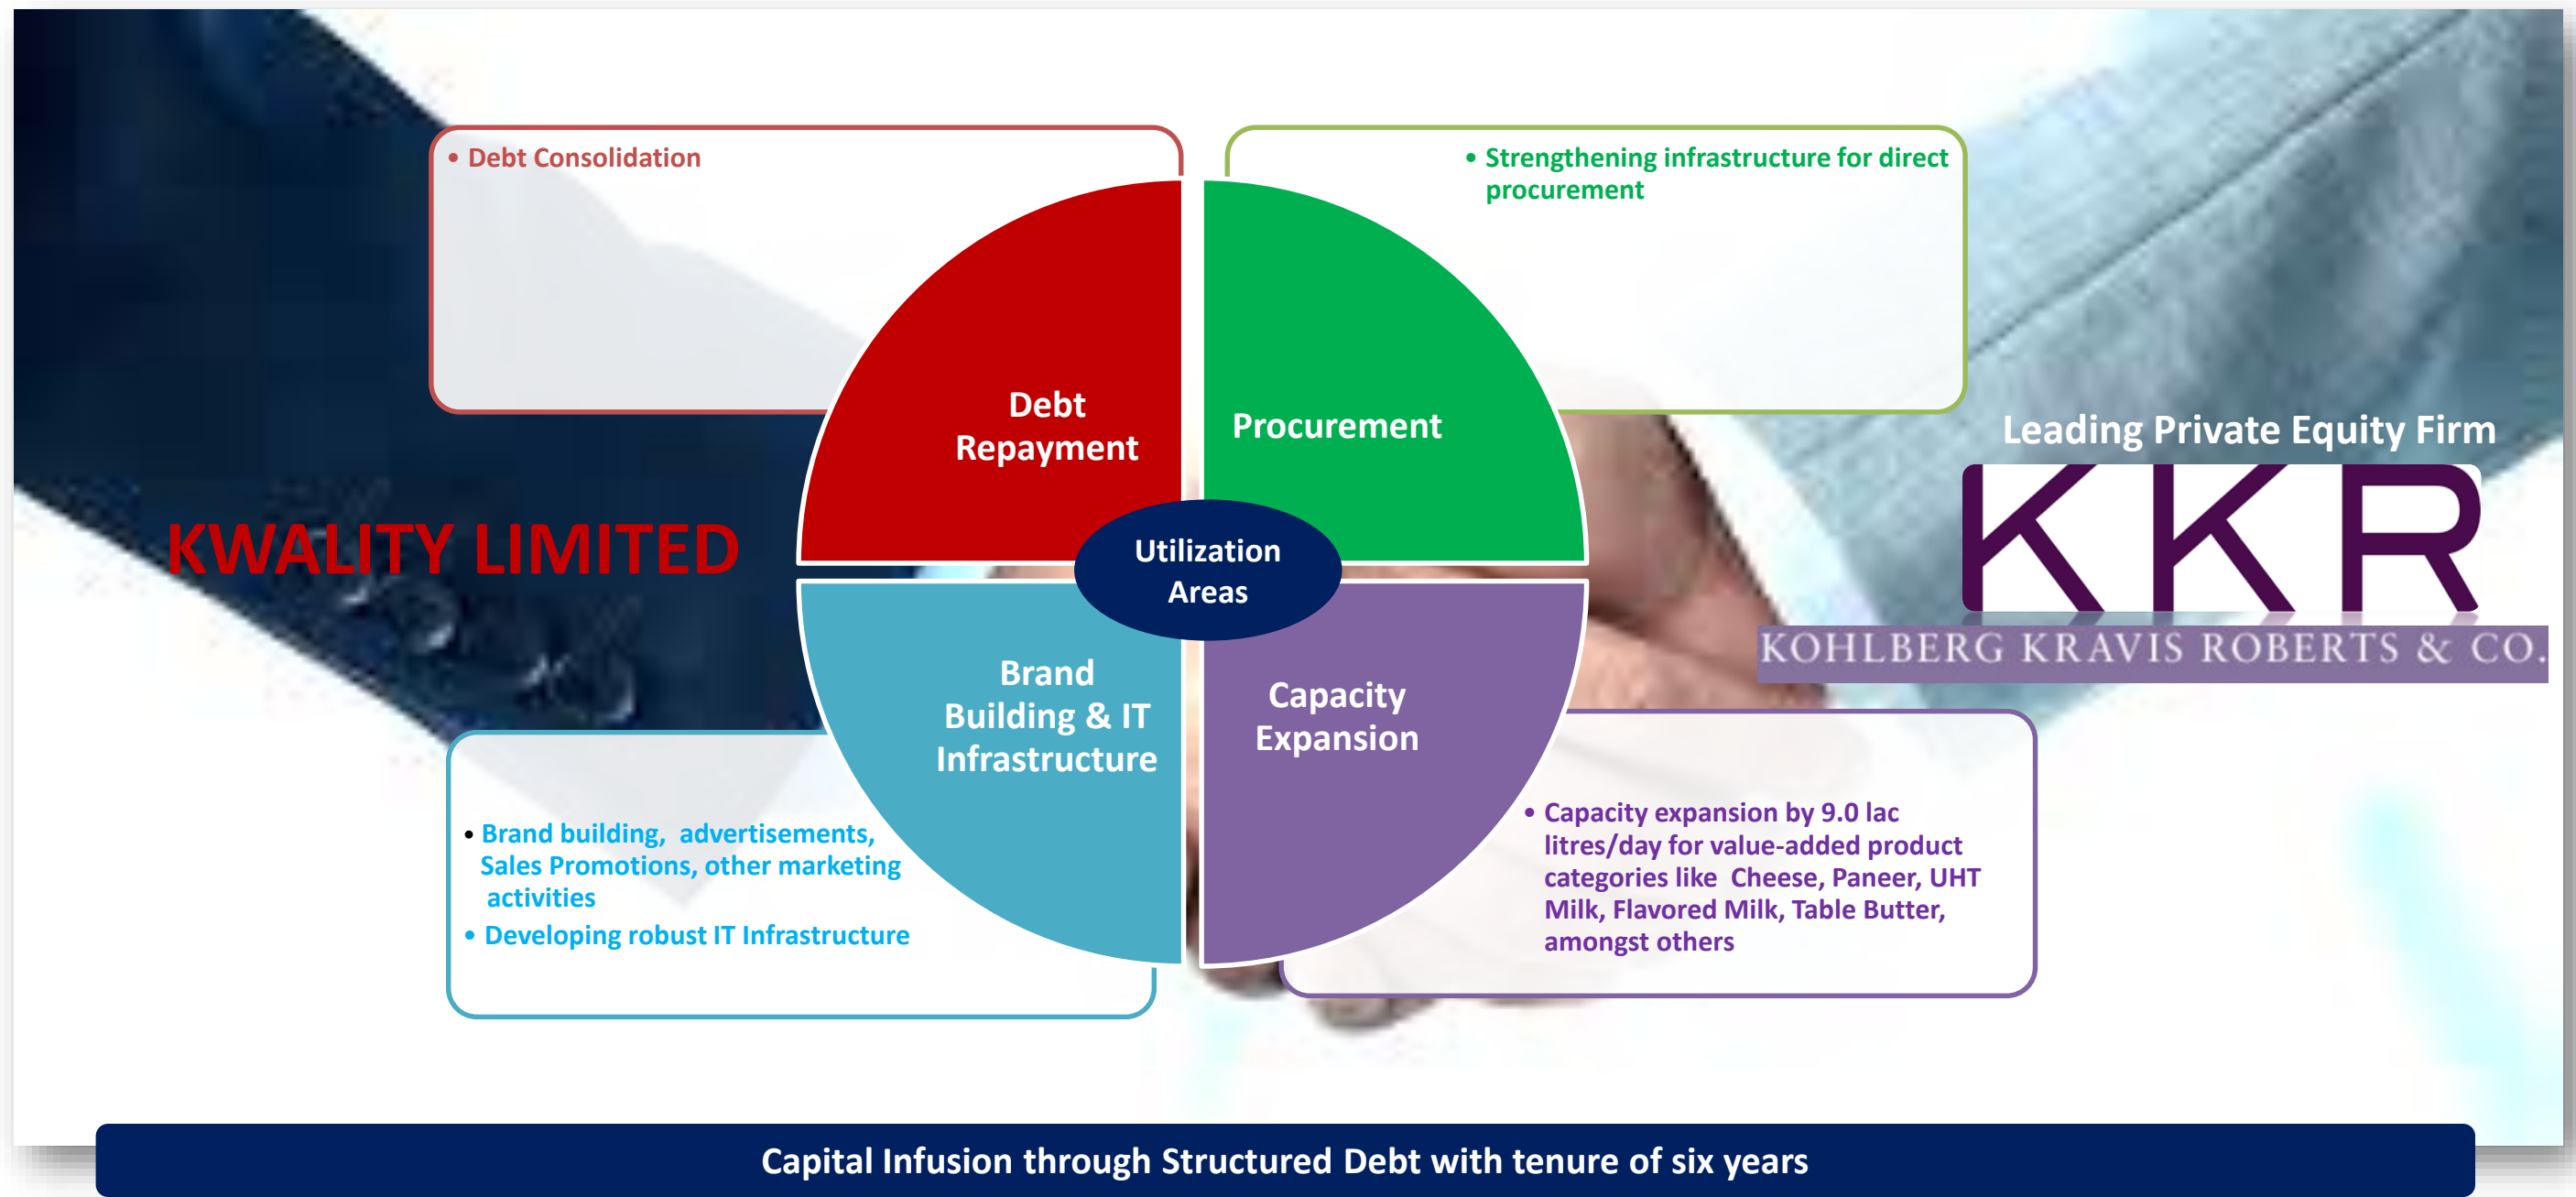 • Debt Consolidation
• Strengthening infrastructure for direct
procurement
Debt
Repayment
Procurement
Leading Private Equity Firm
KKR
KOHLBERG KRAVIS ROBERTS & CO.
KWALITY LIMITED
Utilization
Areas
Brand
Building & IT
Infrastructure
Capacity
Expansion
• Brand building, advertisements,
Sales Promotions, other marketing
activities
• Developing robust IT Infrastructure
• Capacity expansion by 9.0 lac
litres/day for value-added product
categories like Cheese, Paneer, UHT
Milk, Flavored Milk, Table Butter,
amongst others
Capital Infusion through Structured Debt with tenure of six years